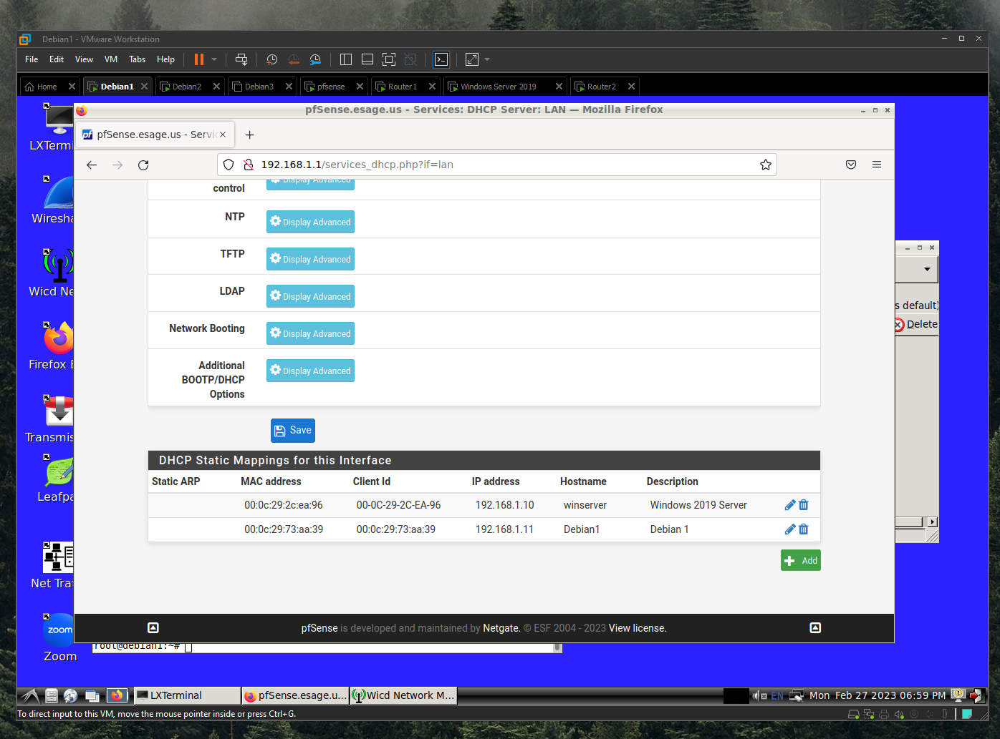 Debian1 - VMware Workstation
File Edit View VM Tabs Help
Home Debian1 Debian2 Debian3 pfsense Router1 Windows Server 2019 Router2
pfSense.esage.us - Services: DHCP Server: LAN — Mozilla Firefox
pfSense.esage.us - Servic
192.168.1.1/services_dhcp.php?if=lan
LXTermi
Wiresha
Wicd Ne
Firefox E
Transmis
Leafpa
Net Tra
zoom
Zoom
control Display Advanced
NTP Display Advanced
TFTP Display Advanced
LDAP Display Advanced
Network Booting Display Advanced
Additional Display Advanced
BOOTP/DHCP
Options
Save
s default)
Delete
DHCP Static Mappings for this Interface
Static ARP MAC address Client Id IP address Hostname Description
00:0c:29:2c:ea:96 00-0C-29-2C-EA-96 192.168.1.10 winserver Windows 2019 Server
00:0c:29:73:aa:39 00:0c:29:73:aa:39 192.168.1.11 Debian1 Debian 1
Add
pfSense is developed and maintained by Netgate. © ESF 2004 - 2023 View license.
root@debian1:~#
LXTerminal pfSense.esage.u... Wicd Network M... EN Mon Feb 27 2023 06:59 PM
To direct input to this VM, move the mouse pointer inside or press Ctrl+G.